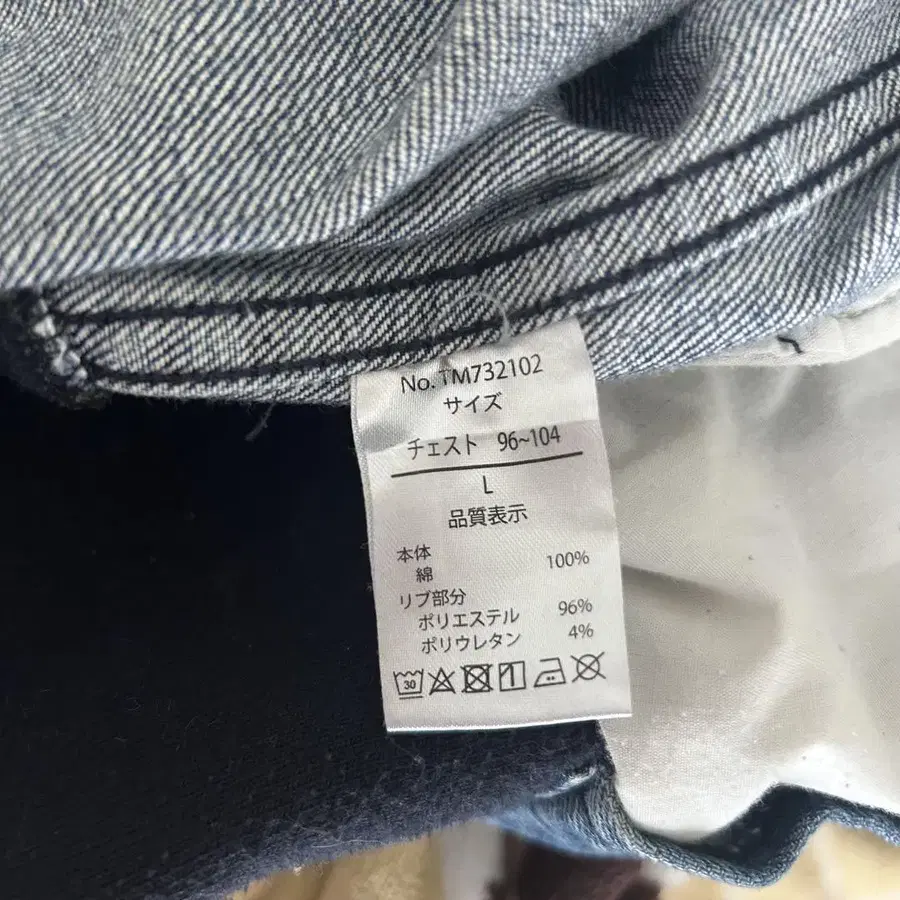 No. TM732102
サイズ
チェスト 96~104
L
品質表示
本体
綿 100%
リブ部分
ポリエステル 96%
ポリウレタン 4%
30